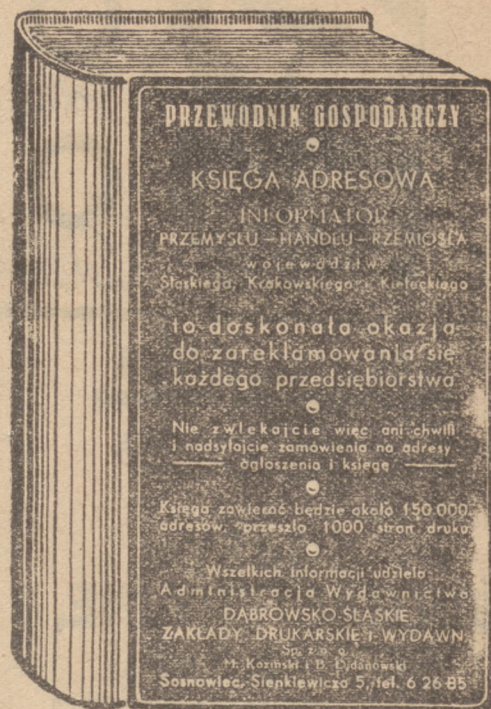 PRZEWODNIK GOSPODARCZY
KSIĘGA ADRESOWA
INFORMATOR
PRZEMYSŁU — HANDLU — RZEMIOSŁA
województw:
Śląskiego, Krakowskiego i Kieleckiego
to doskonała okazja
do zareklamowania się
każdego przedsiębiorstwa
Nie zwlekajcie więc ani chwili
i nadsyłajcie zamówienia na adresy
ogłoszenia i księgę
Księga zawierać będzie około 150.000
adresów, przeszło 1000 stron druku
Wszelkich informacji udziela
Administracja Wydawnictwa
DĄBROWSKO-ŚLĄSKIE
ZAKŁADY DRUKARSKIE i WYDAWN.
Sp. z o. o.
H. Koziński i B.
Sosnowiec, Sienkiewicza 5, tel. 6 26 85